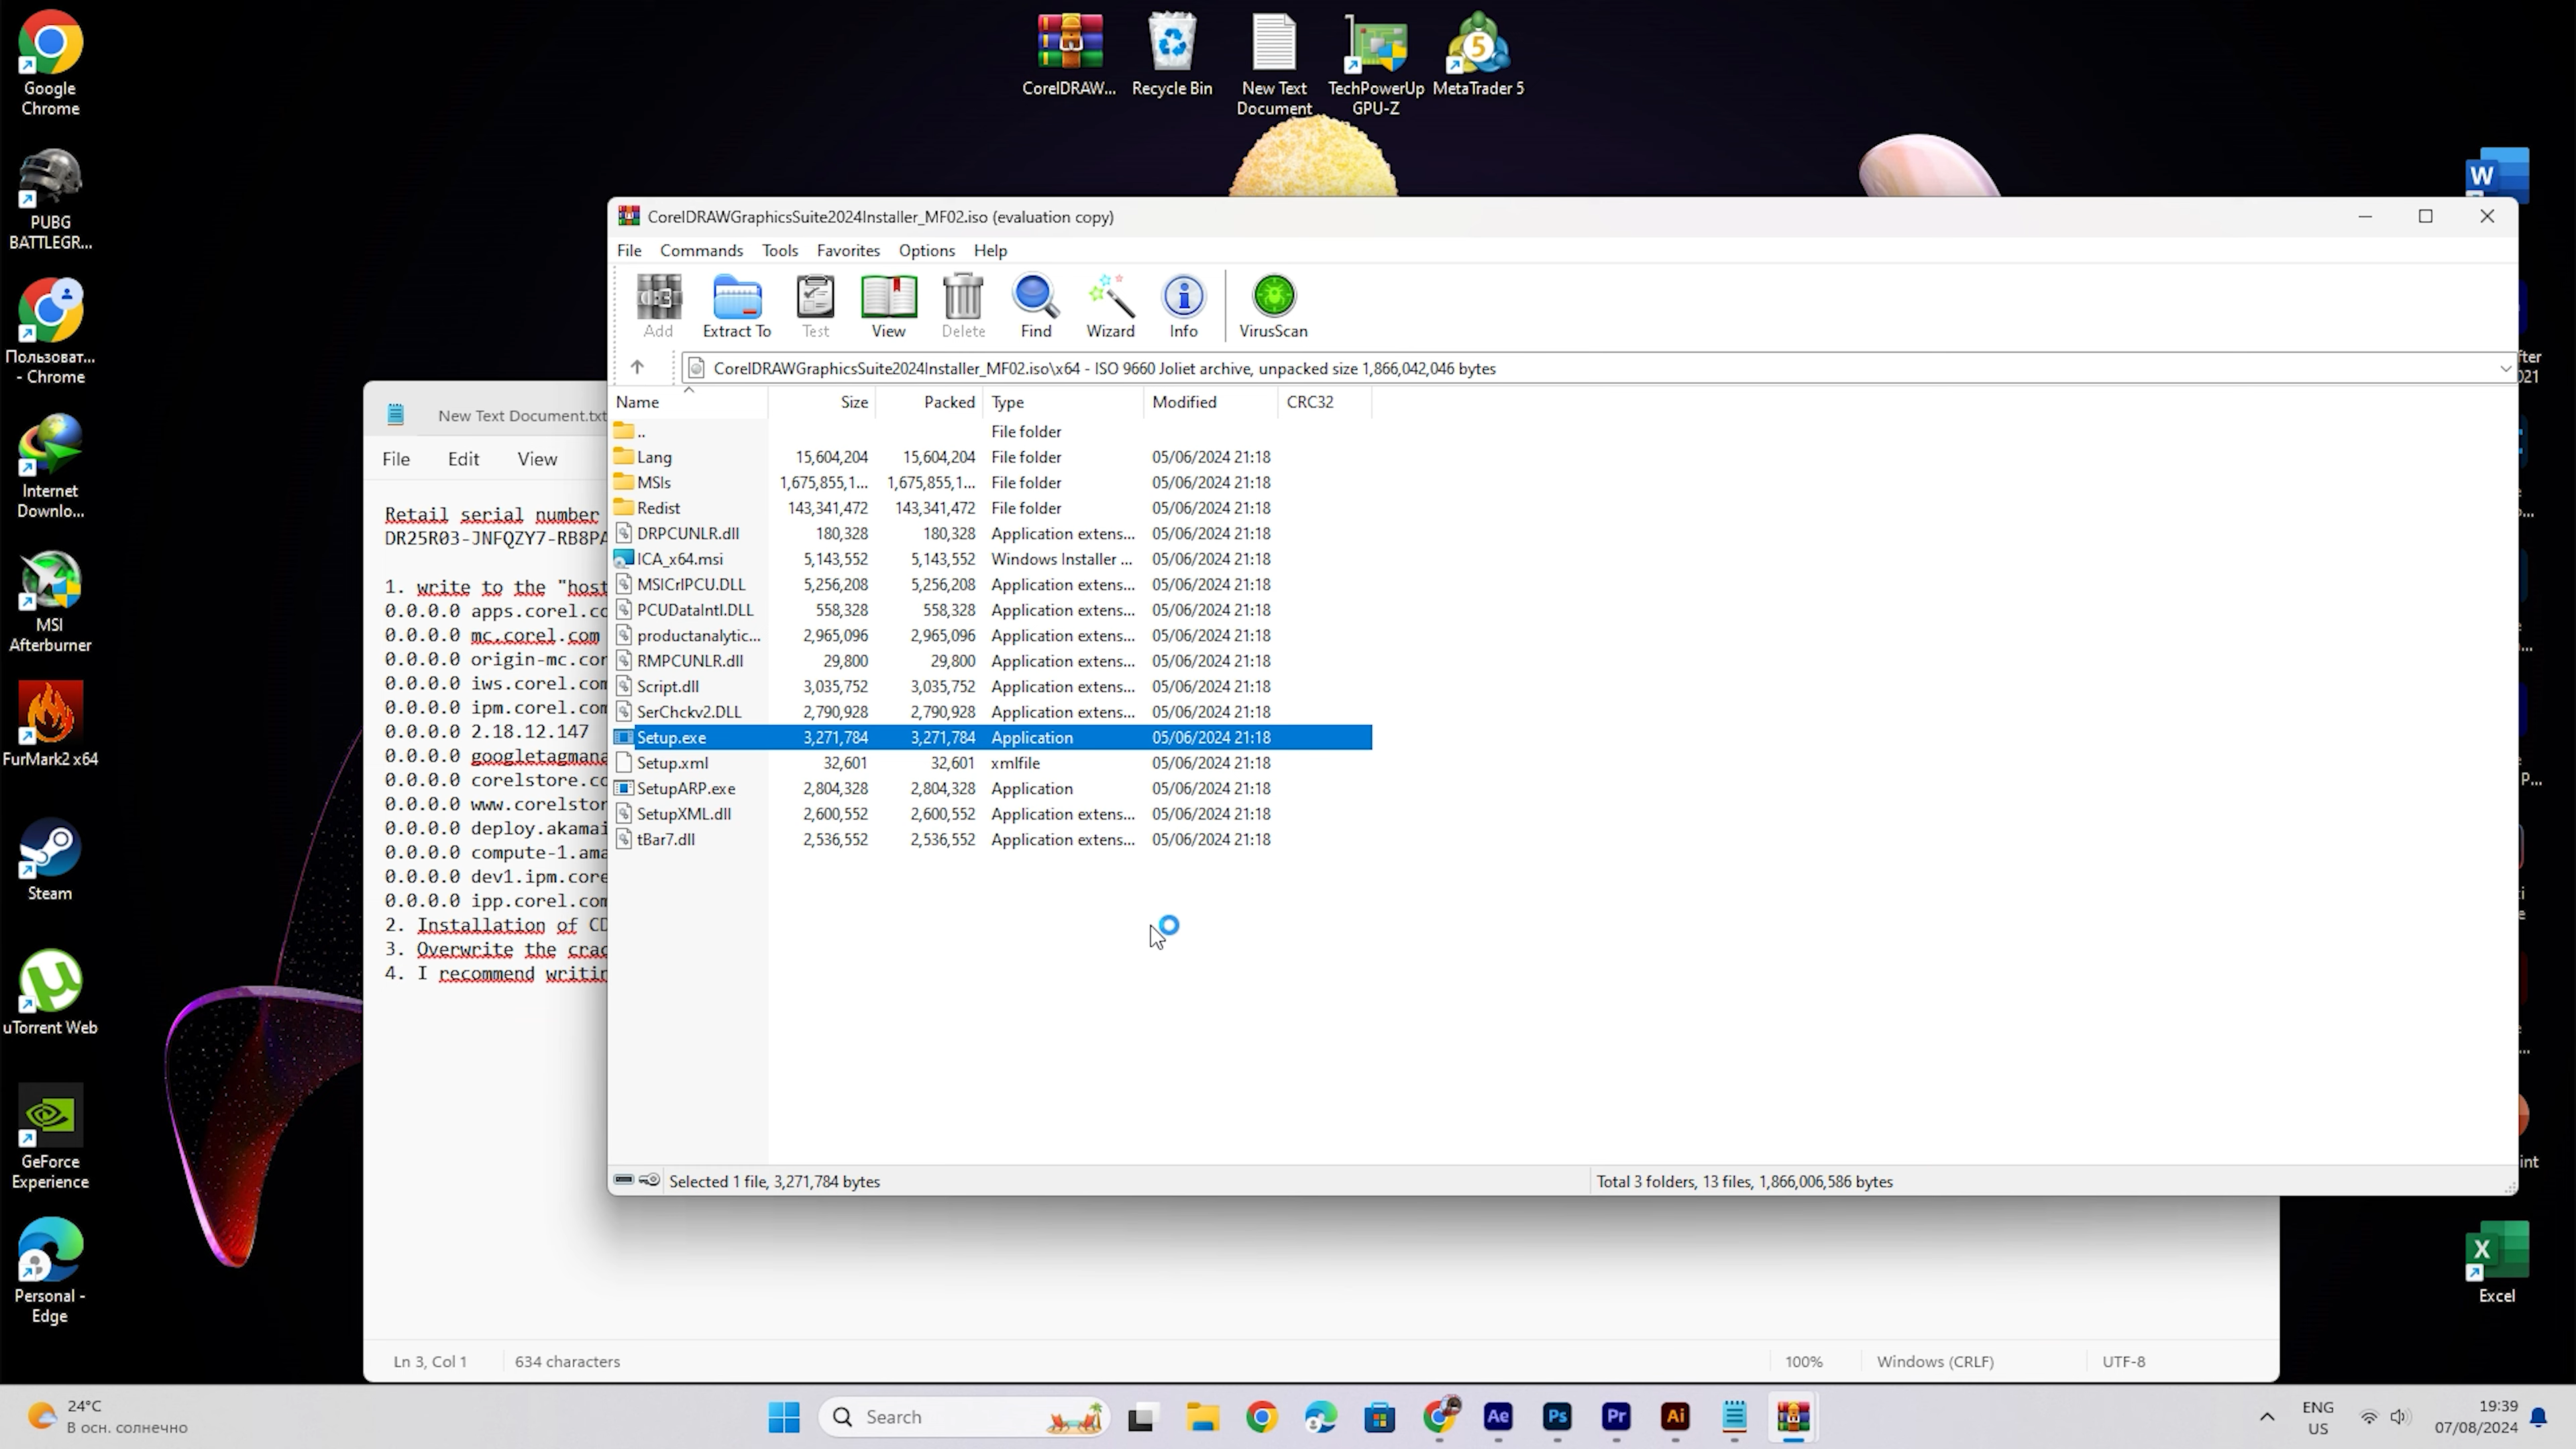 Google
Chrome
PUBG
BATTLEGR...
Пользоват...
- Chrome
Internet
Downlo...
MSI
Afterburner
FurMark2 x64
Steam
uTorrent Web
GeForce
Experience
Personal -
Edge
CorelDRAW...
Recycle Bin
New Text
Document
TechPowerUp
GPU-Z
MetaTrader 5
CorelDRAWGraphicsSuite2024Installer_MF02.iso (evaluation copy)
File Commands Tools Favorites Options Help
Add Extract To Test View Delete Find Wizard Info VirusScan
CorelDRAWGraphicsSuite2024Installer_MF02.iso\x64 - ISO 9660 Joliet archive, unpacked size 1,866,042,046 bytes
Name Size Packed Type Modified CRC32
.. File folder
Lang 15,604,204 15,604,204 File folder 05/06/2024 21:18
MSIs 1,675,855,1... 1,675,855,1... File folder 05/06/2024 21:18
Redist 143,341,472 143,341,472 File folder 05/06/2024 21:18
DRPCUNLR.dll 180,328 180,328 Application extens... 05/06/2024 21:18
ICA_x64.msi 5,143,552 5,143,552 Windows Installer ... 05/06/2024 21:18
MSICrlPCU.DLL 5,256,208 5,256,208 Application extens... 05/06/2024 21:18
PCUDataIntl.DLL 558,328 558,328 Application extens... 05/06/2024 21:18
productanalytic... 2,965,096 2,965,096 Application extens... 05/06/2024 21:18
RMPCUNLR.dll 29,800 29,800 Application extens... 05/06/2024 21:18
Script.dll 3,035,752 3,035,752 Application extens... 05/06/2024 21:18
SerChckv2.DLL 2,790,928 2,790,928 Application extens... 05/06/2024 21:18
Setup.exe 3,271,784 3,271,784 Application 05/06/2024 21:18
Setup.xml 32,601 32,601 xmlfile 05/06/2024 21:18
SetupARP.exe 2,804,328 2,804,328 Application 05/06/2024 21:18
SetupXML.dll 2,600,552 2,600,552 Application extens... 05/06/2024 21:18
tBar7.dll 2,536,552 2,536,552 Application extens... 05/06/2024 21:18
Selected 1 file, 3,271,784 bytes
Total 3 folders, 13 files, 1,866,006,586 bytes
New Text Document.txt
File Edit View
Retail serial number
DR25R03-JNFQZY7-RB8PA
1. write to the "host
0.0.0.0 apps.corel.co
0.0.0.0 mc.corel.com
0.0.0.0 origin-mc.cor
0.0.0.0 iws.corel.com
0.0.0.0 ipm.corel.com
0.0.0.0 2.18.12.147
0.0.0.0 googletagmana
0.0.0.0 corelstore.co
0.0.0.0 www.corelstor
0.0.0.0 deploy.akamai
0.0.0.0 compute-1.ama
0.0.0.0 dev1.ipm.core
0.0.0.0 ipp.corel.com
2. Installation of CD
3. Overwrite the crac
4. I recommend writin
Ln 3, Col 1
634 characters
100%
Windows (CRLF)
UTF-8
W
fter
021
int
Excel
24°C
В осн. солнечно
Search
Ae
Ps
Pr
Ai
ENG
US
19:39
07/08/2024